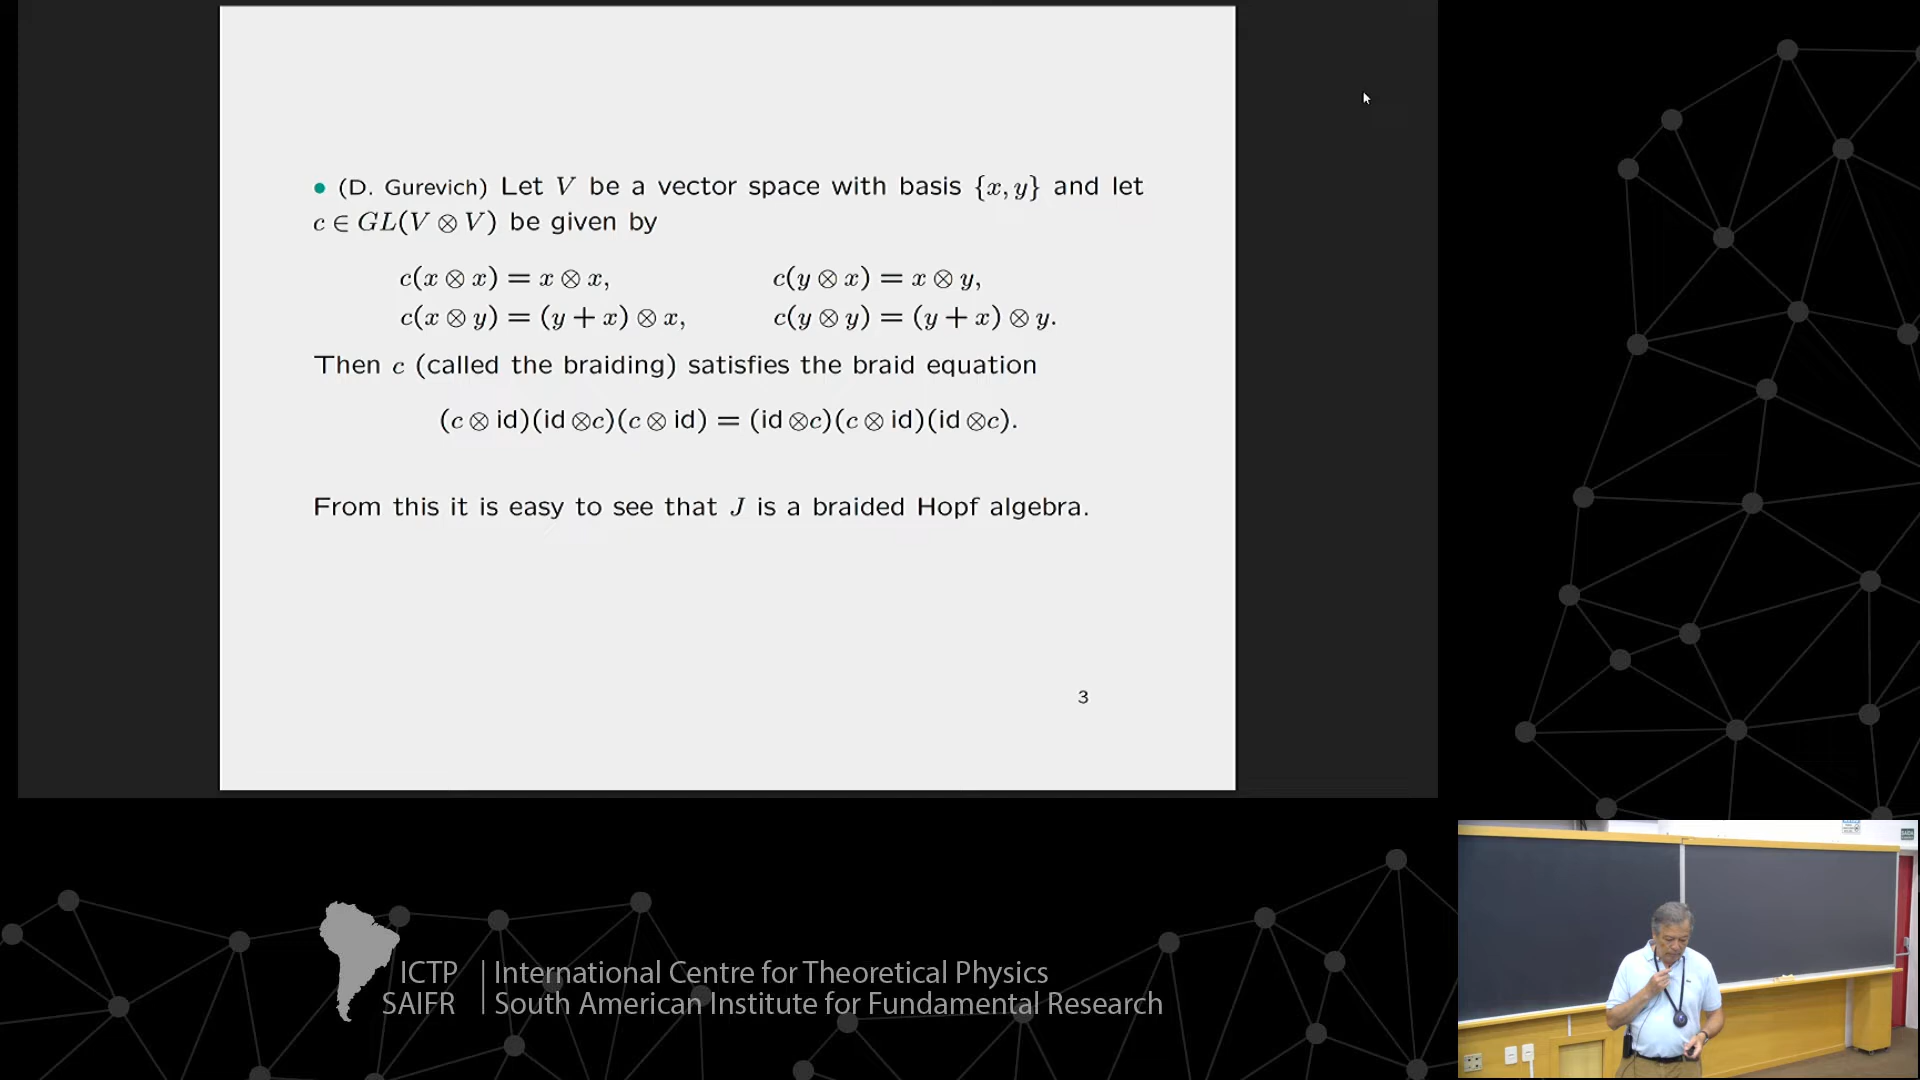 • (D. Gurevich) Let V be a vector space with basis {x, y} and let
c ∈ GL(V ⊗ V) be given by
c(x ⊗ x) = x ⊗ x, c(y ⊗ x) = x ⊗ y,
c(x ⊗ y) = (y + x) ⊗ x, c(y ⊗ y) = (y + x) ⊗ y.
Then c (called the braiding) satisfies the braid equation
(c ⊗ id)(id ⊗c)(c ⊗ id) = (id ⊗c)(c ⊗ id)(id ⊗c).
From this it is easy to see that J is a braided Hopf algebra.
3
ICTP | International Centre for Theoretical Physics
SAIFR | South American Institute for Fundamental Research